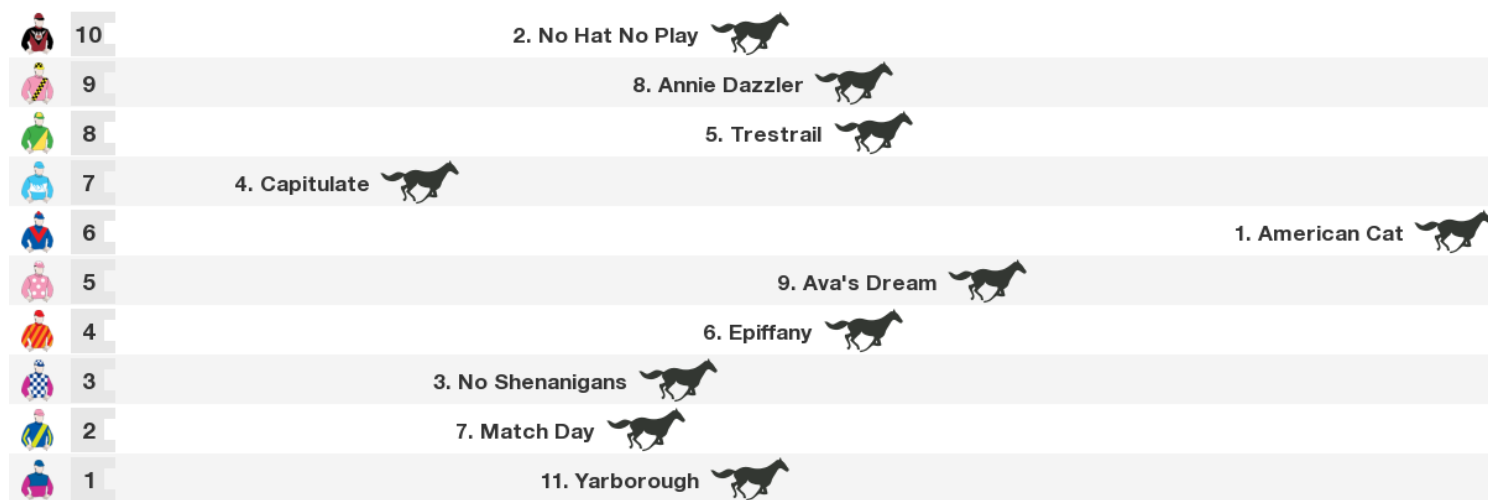 10 2. No Hat No Play
9 8. Annie Dazzler
8 5. Trestrail
7 4. Capitulate
6 1. American Cat
5 9. Ava's Dream
4 6. Epiffany
3 3. No Shenanigans
2 7. Match Day
1 11. Yarborough